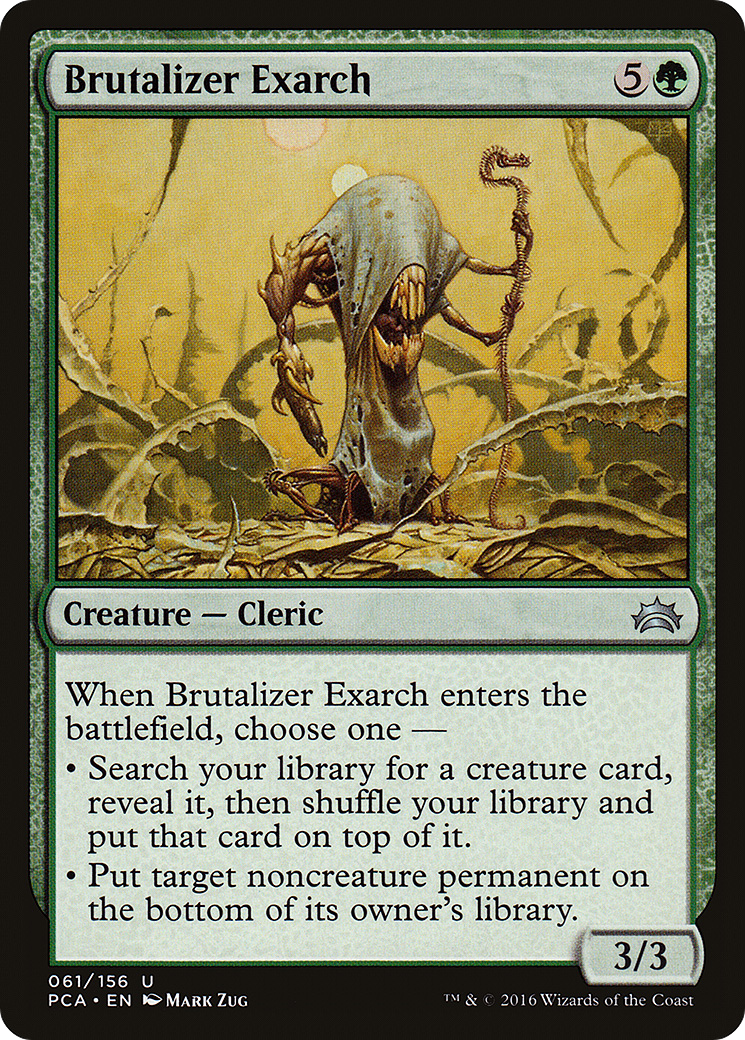 Brutalizer Exarch 5
Creature — Cleric
When Brutalizer Exarch enters the
battlefield, choose one —
• Search your library for a creature card,
reveal it, then shuffle your library and
put that card on top of it.
• Put target noncreature permanent on
the bottom of its owner's library.
3/3
061/156 U
PCA • EN Mark Zug
™ & © 2016 Wizards of the Coast